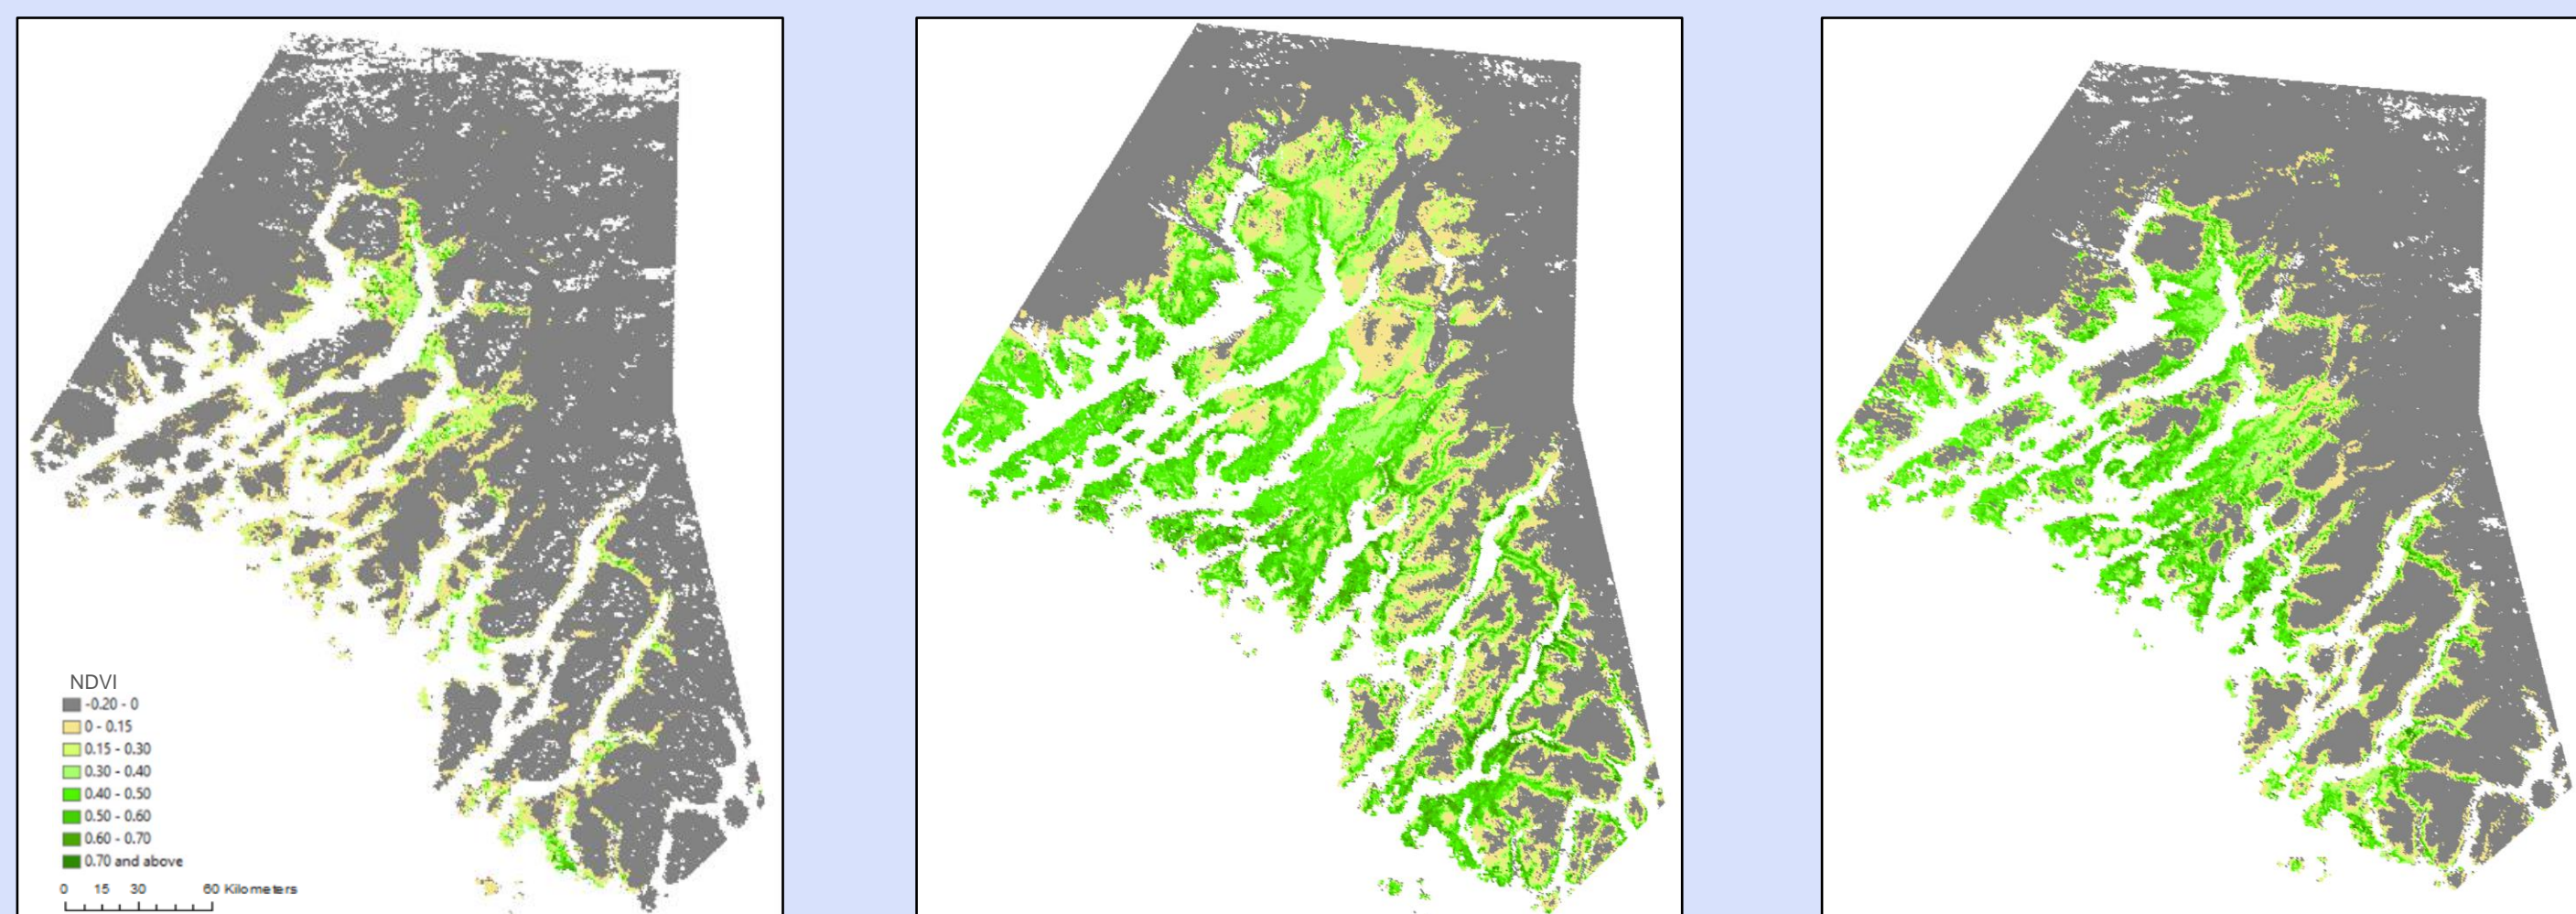 NDVI
-0.20 - 0
0 - 0.15
0.15 - 0.30
0.30 - 0.40
0.40 - 0.50
0.50 - 0.60
0.60 - 0.70
0.70 and above
0 15 30 60 Kilometers